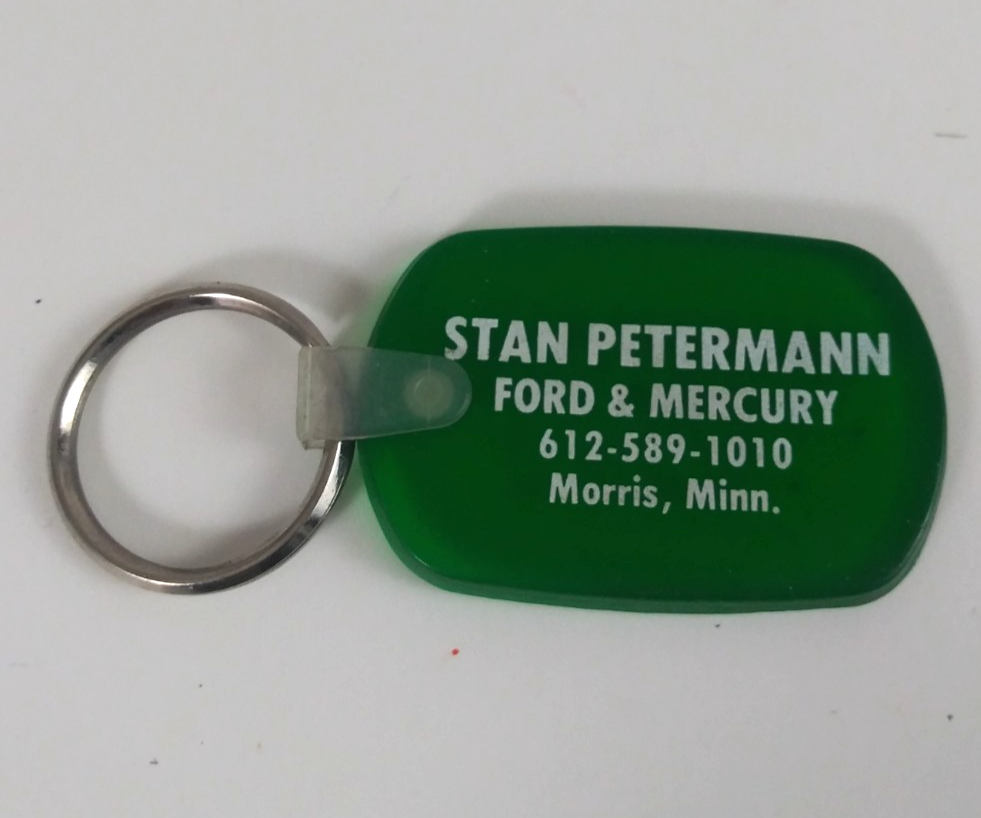 STAN PETERMANN
FORD & MERCURY
612-589-1010
Morris, Minn.